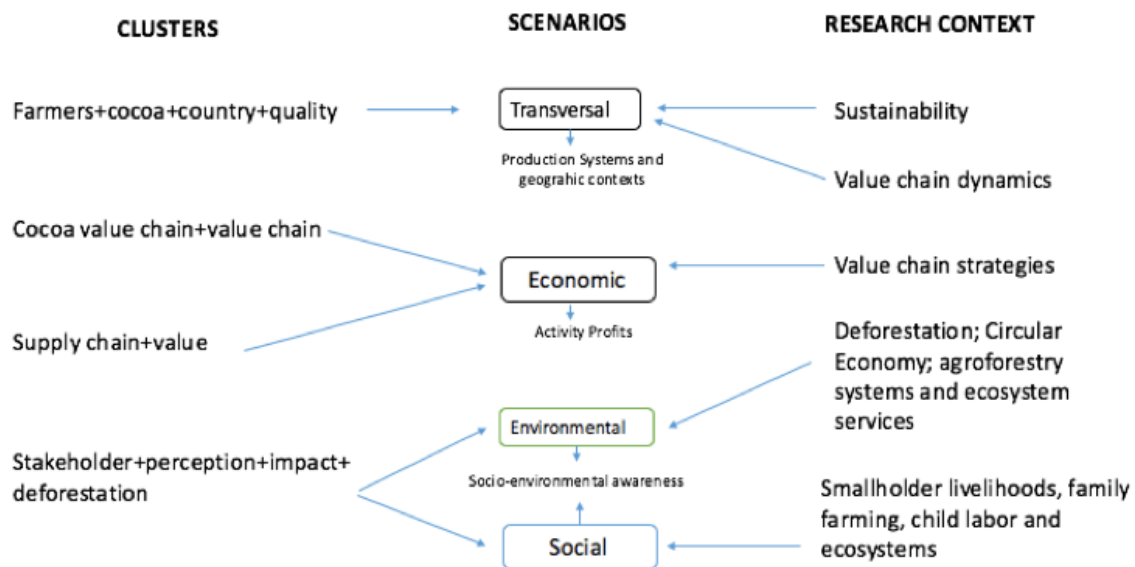 CLUSTERS
SCENARIOS
RESEARCH CONTEXT
Farmers+cocoa+country+quality
Transversal
Sustainability
Production Systems and
geograhic contexts
Value chain dynamics
Cocoa value chain+value chain
Economic
Value chain strategies
Activity Profits
Supply chain+value
Deforestation; Circular
Economy; agroforestry
systems and ecosystem
services
Environmental
Stakeholder+perception+impact+
deforestation
Socio-environmental awareness
Social
Smallholder livelihoods, family
farming, child labor and
ecosystems